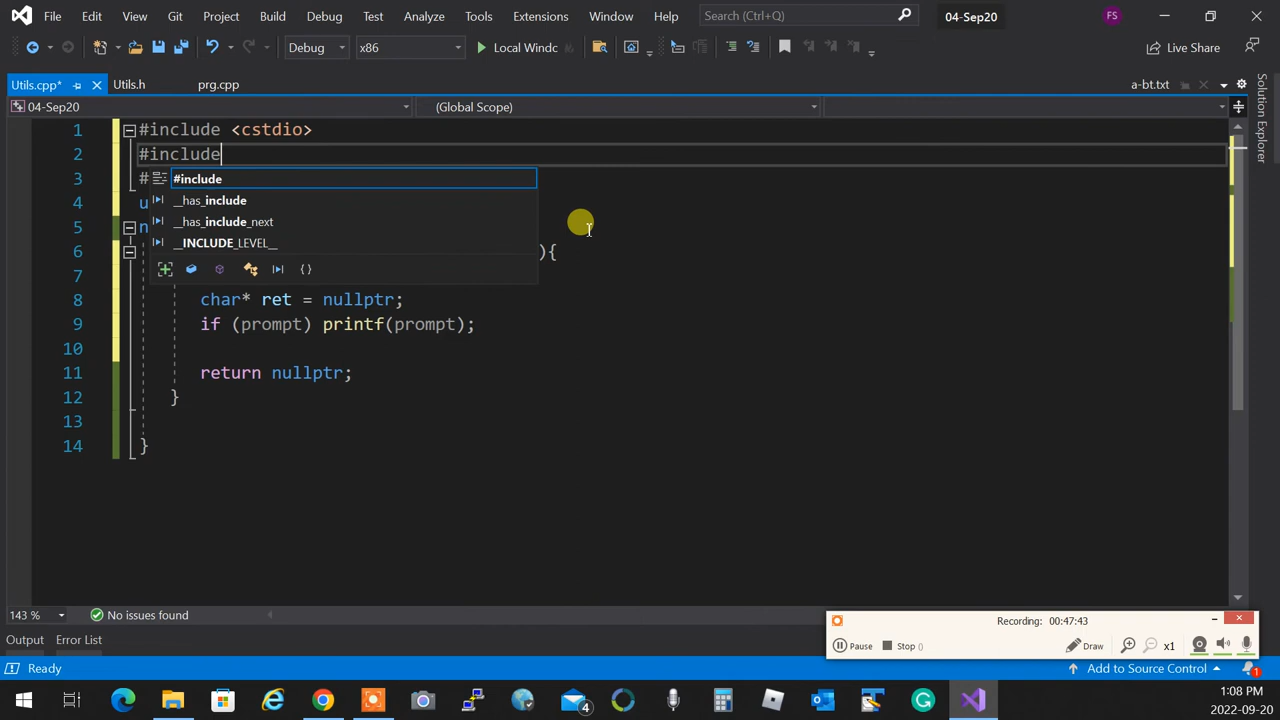 File Edit View Git Project Build Debug Test Analyze Tools Extensions Window Help Search (Ctrl+Q) 04-Sep20 FS
Debug x86 Local Windc Live Share
Utils.cpp* Utils.h prg.cpp a-bt.txt
04-Sep20 (Global Scope)
Solution Explorer
1 #include <cstdio>
2 #include
3 # #include
4 u __has_include
5 n __has_include_next
6 __INCLUDE_LEVEL__ ){
7 { }
8 char* ret = nullptr;
9 if (prompt) printf(prompt);
10
11 return nullptr;
12 }
13
14 }
143 % No issues found
Recording: 00:47:43
Pause Stop () Draw x1
Output Error List
Ready Add to Source Control 1
4
1:08 PM
2022-09-20